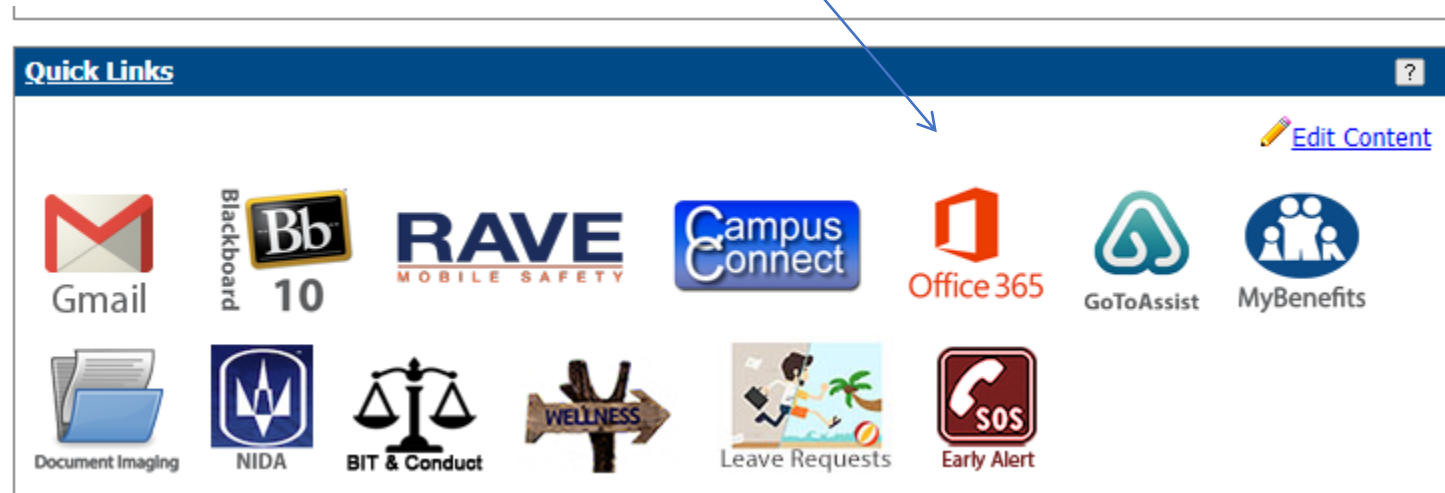 Quick Links
?
Edit Content
Gmail
Blackboard
Bb
10
RAVE
MOBILE SAFETY
Campus
Connect
Office 365
GoToAssist
MyBenefits
Document Imaging
NIDA
BIT & Conduct
WELLNESS
Leave Requests
SOS
Early Alert